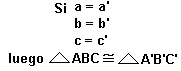 Si a = a'
b = b'
c = c'
luego △ABC ≅ △A'B'C'